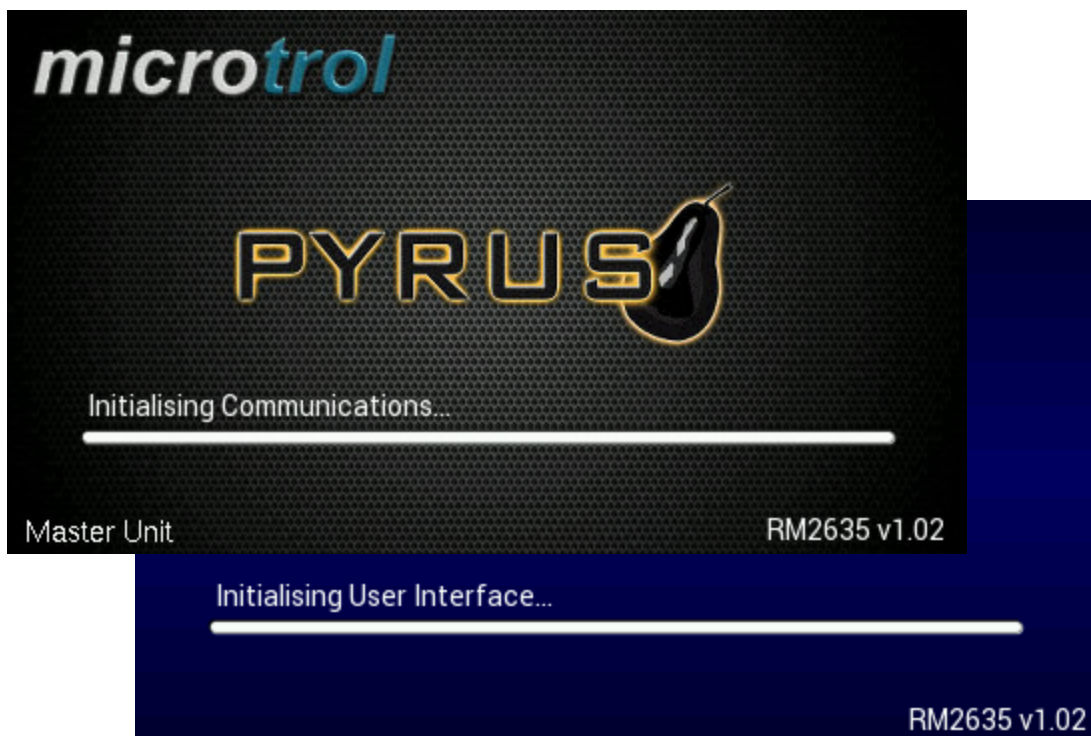 microtrol
PYRUS
Initialising Communications...
Master Unit
RM2635 v1.02
Initialising User Interface...
RM2635 v1.02